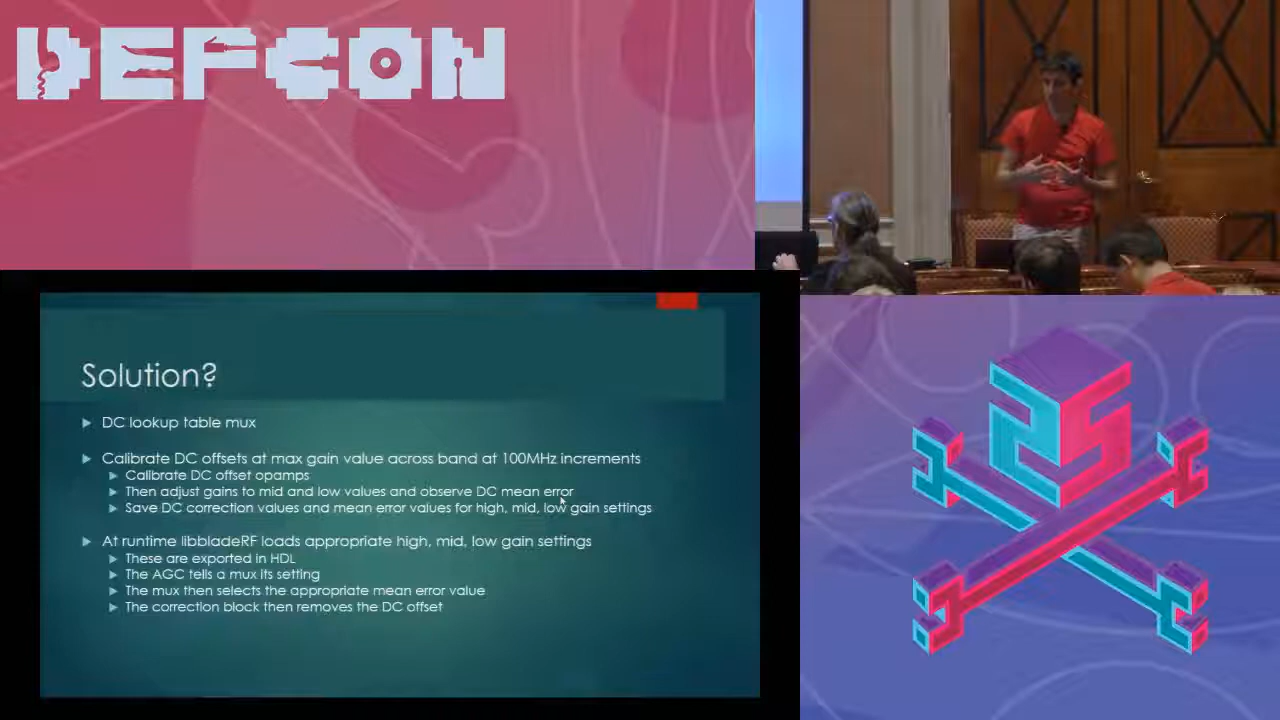 DEFCON
25
Solution?
DC lookup table mux
Calibrate DC offsets at max gain value across band at 100MHz increments
Calibrate DC offset opamps
Then adjust gains to mid and low values and observe DC mean error
Save DC correction values and mean error values for high, mid, low gain settings
At runtime libbladeRF loads appropriate high, mid, low gain settings
These are exported in HDL
The AGC tells a mux its setting
The mux then selects the appropriate mean error value
The correction block then removes the DC offset